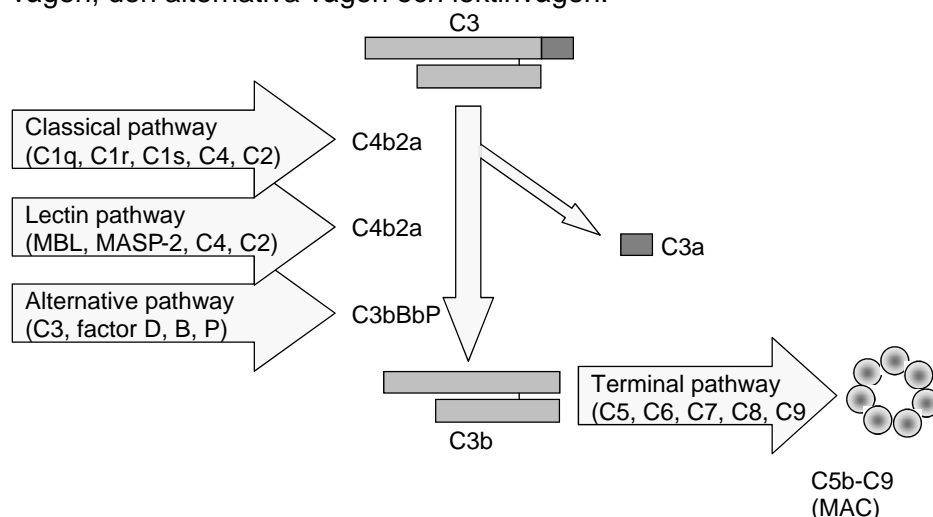 vägen, den alternativa vägen och lektinvägen.
C3
Classical pathway
(C1q, C1r, C1s, C4, C2)
C4b2a
Lectin pathway
(MBL, MASP-2, C4, C2)
C4b2a
C3a
Alternative pathway
(C3, factor D, B, P)
C3bBbP
Terminal pathway
(C5, C6, C7, C8, C9
C3b
C5b-C9
(MAC)